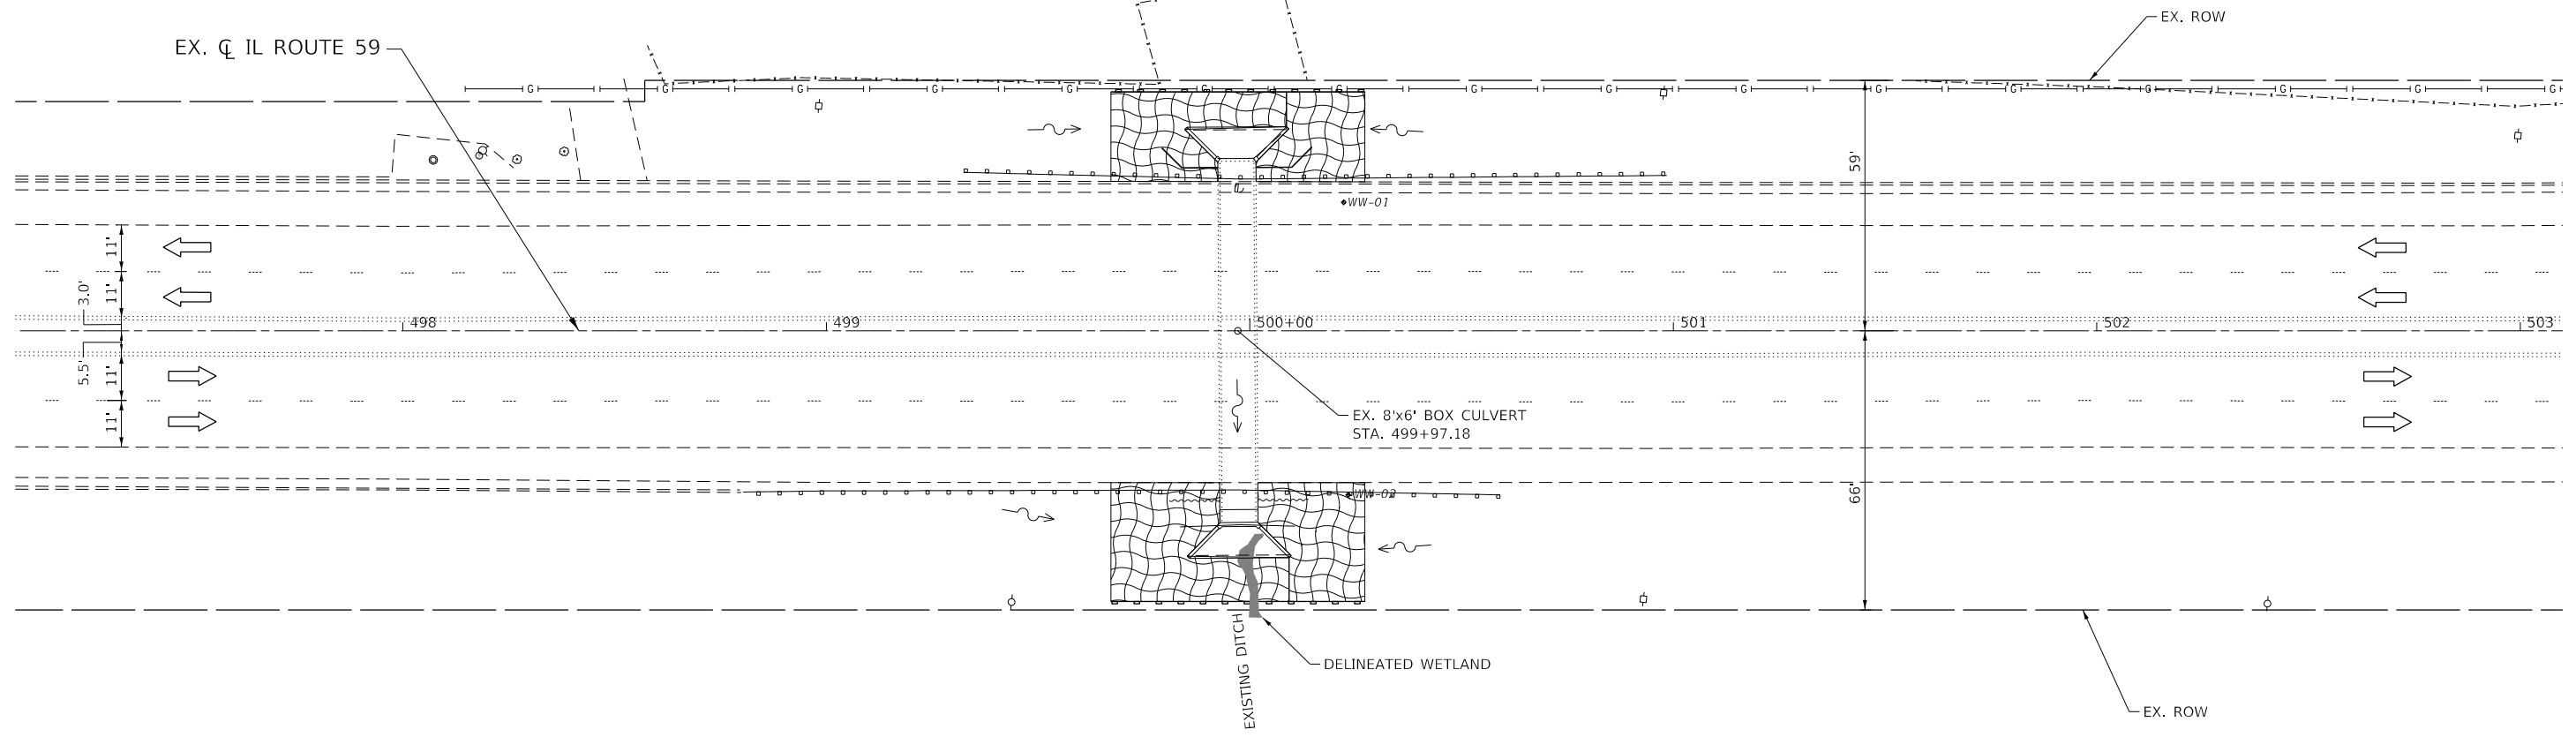 EX. ROW
EX. ℄ IL ROUTE 59
G G G G G G G G G G G G G G G G
59'
WW-01
11'
11'
3.0'
498 499 500+00 501 502 503
5.5'
11'
11'
EX. 8'x6' BOX CULVERT
STA. 499+97.18
66'
WW-02
EXISTING DITCH
DELINEATED WETLAND
EX. ROW